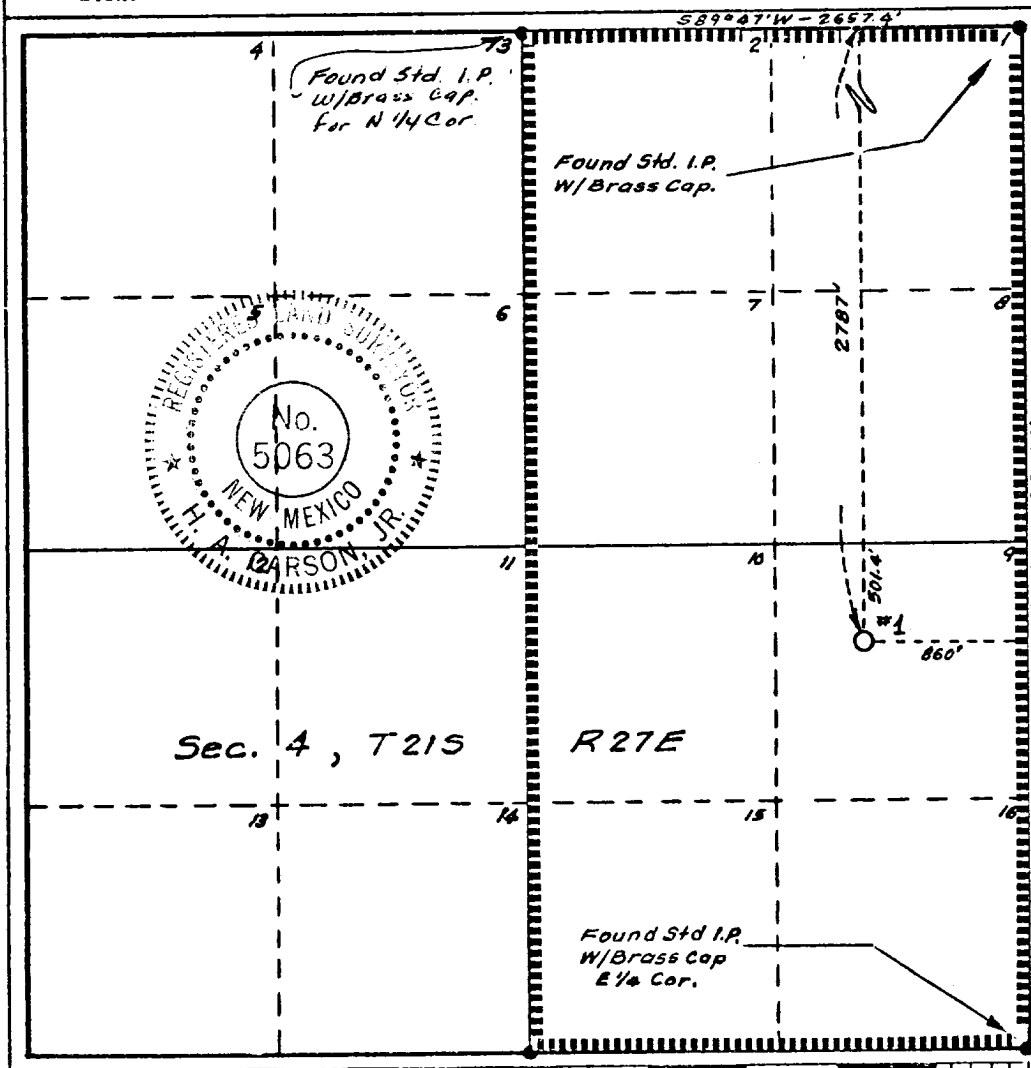 S89°47'W - 2657.4'
4
3
2
1
Found Std. I.P.
W/Brass Cap.
for N 1/4 Cor.
N
Found Std. I.P.
W/Brass Cap.
5
6
7
8
2787'
REGISTERED LAND SURVEYOR
No.
5063
NEW MEXICO
H. A. CARSON, JR.
12
11
10
9
501.4'
#1
860'
Sec. 4, T21S R27E
13
14
15
16
Found Std I.P.
W/Brass Cap
E 1/4 Cor.